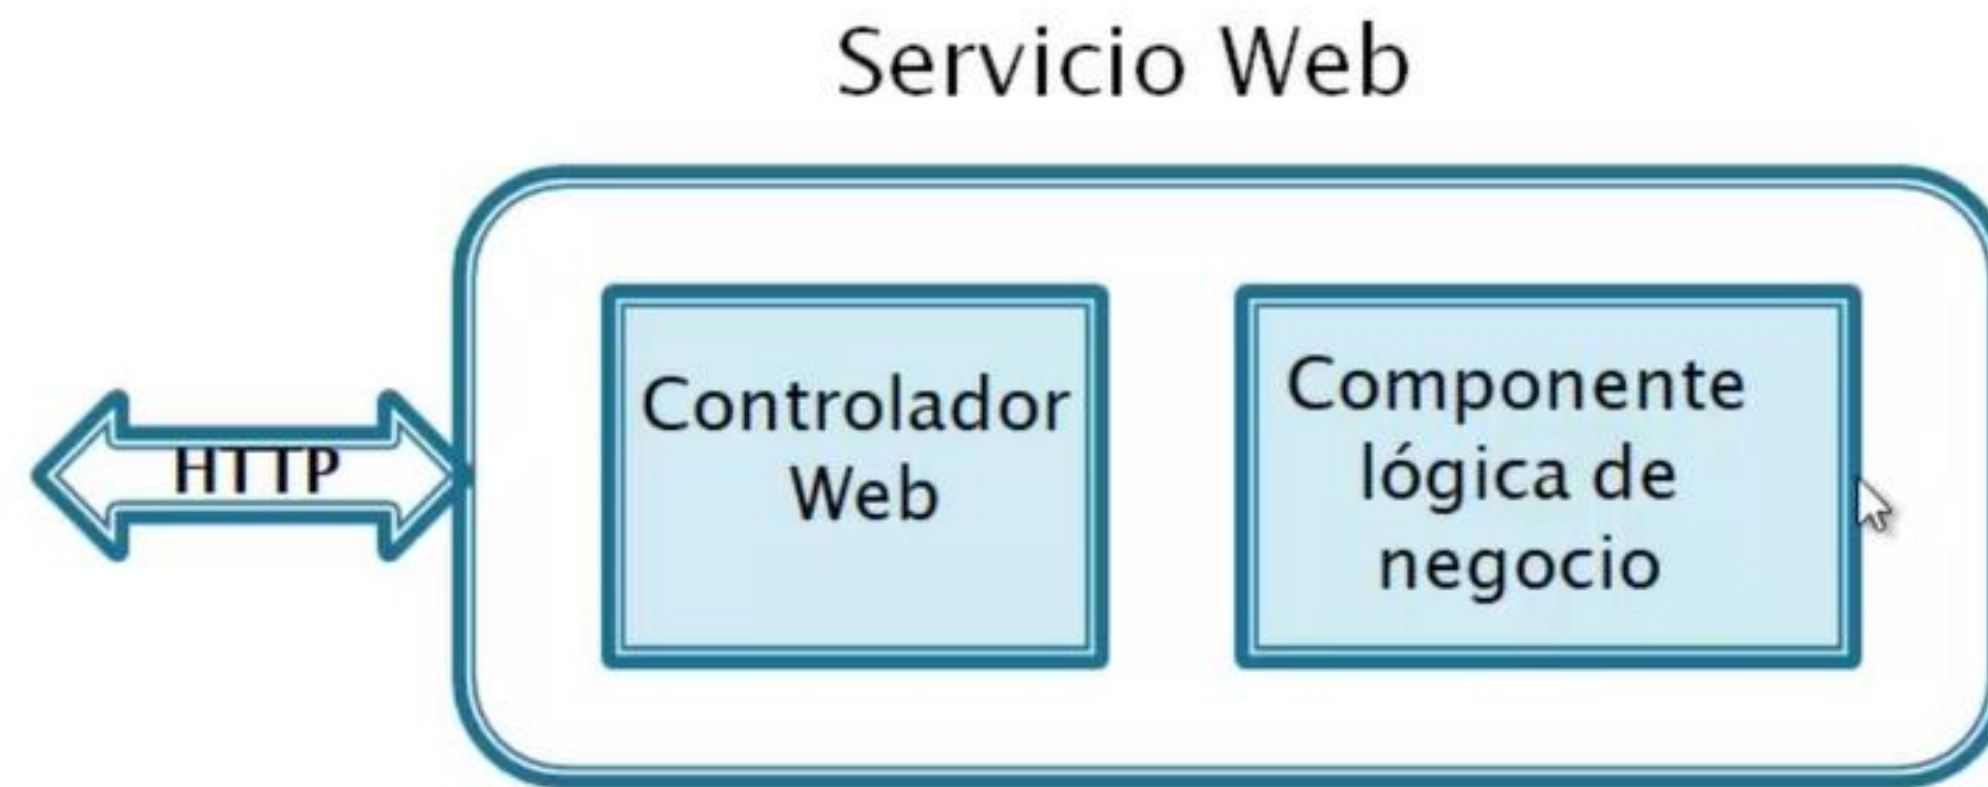 Servicio Web
HTTP
Controlador
Web
Componente
lógica de
negocio